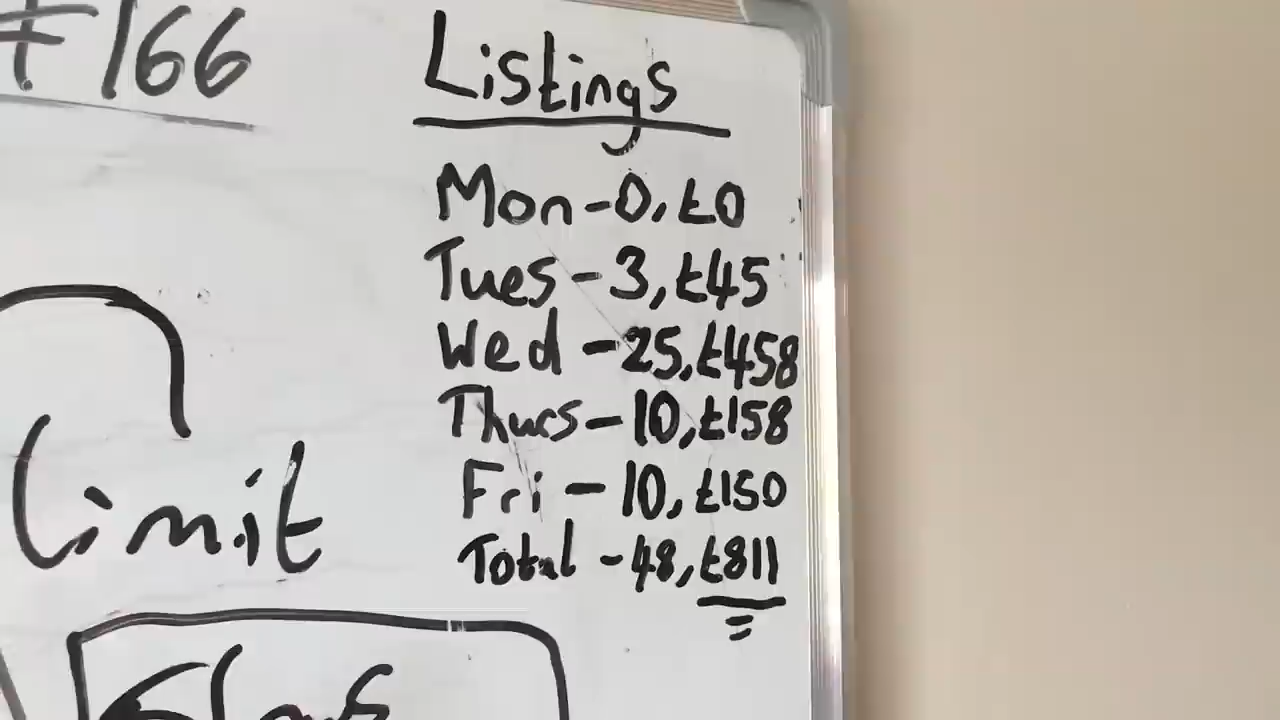 #166
Listings
Mon-0, £0
Tues-3, £45
Wed-25, £458
Thurs-10, £158
Fri-10, £150
Total-48, £811
limit